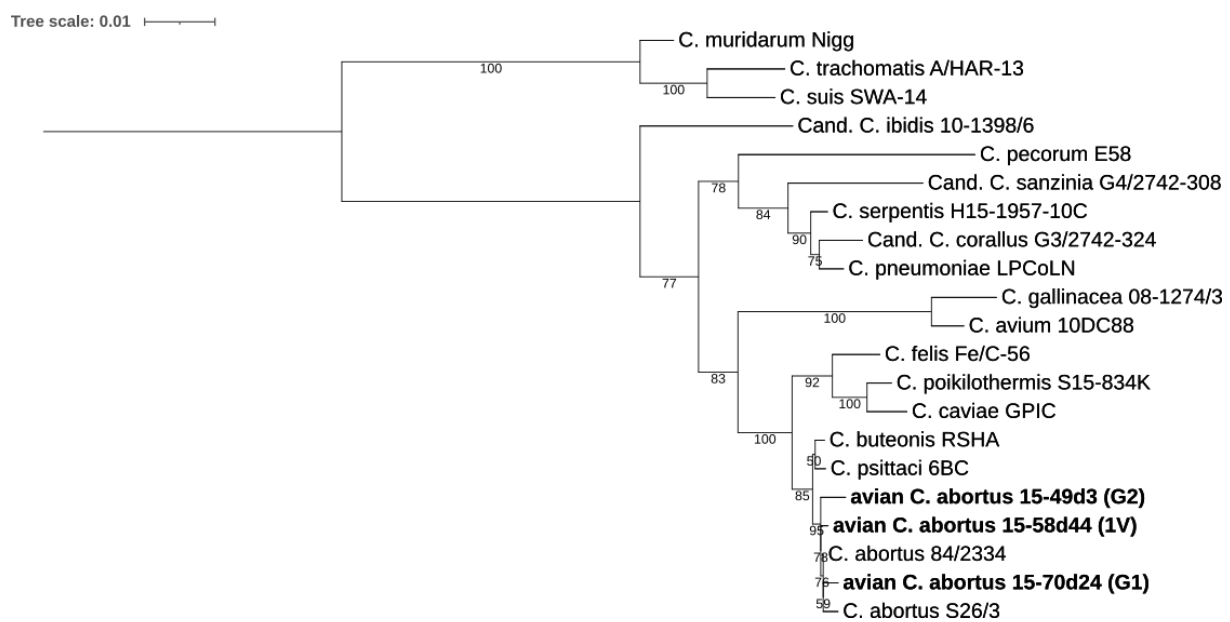 Tree scale: 0.01
C. muridarum Nigg
100
C. trachomatis A/HAR-13
100
C. suis SWA-14
Cand. C. ibidis 10-1398/6
C. pecorum E58
78
Cand. C. sanzinia G4/2742-308
84
C. serpentis H15-1957-10C
90
Cand. C. corallus G3/2742-324
75
C. pneumoniae LPCoLN
77
C. gallinacea 08-1274/3
100
C. avium 10DC88
C. felis Fe/C-56
83
92
C. poikilothermis S15-834K
100
C. caviae GPIC
100
C. buteonis RSHA
50
C. psittaci 6BC
85
avian C. abortus 15-49d3 (G2)
avian C. abortus 15-58d44 (1V)
95
C. abortus 84/2334
78
avian C. abortus 15-70d24 (G1)
76
59
C. abortus S26/3